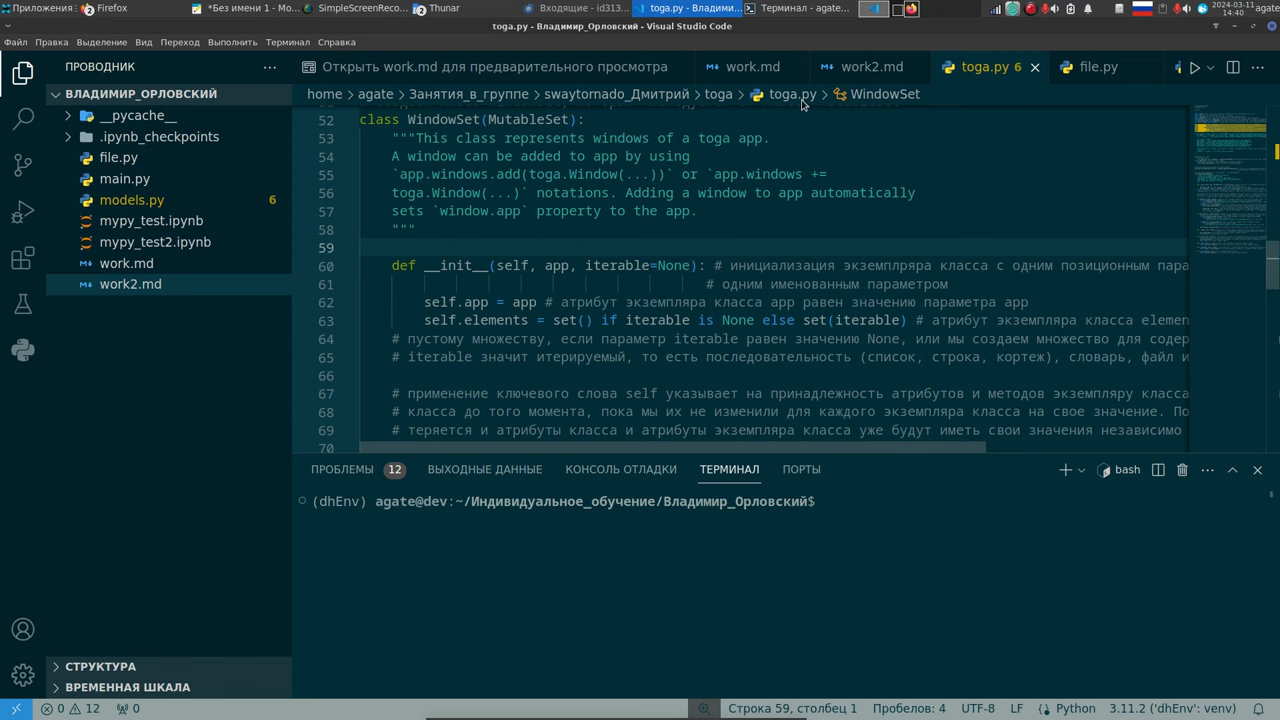 Приложения
Firefox
*Без имени 1 - Mo...
SimpleScreenReco...
Thunar
Входящие - id313...
toga.py - Владими...
Терминал - agate...
2024-03-11
14:40
agate
toga.py - Владимир_Орловский - Visual Studio Code
Файл Правка Выделение Вид Переход Выполнить Терминал Справка
ПРОВОДНИК
ВЛАДИМИР_ОРЛОВСКИЙ
__pycache__
.ipynb_checkpoints
file.py
main.py
models.py 6
mypy_test.ipynb
mypy_test2.ipynb
work.md
work2.md
СТРУКТУРА
ВРЕМЕННАЯ ШКАЛА
Открыть work.md для предварительного просмотра work.md work2.md toga.py 6 file.py
home > agate > Занятия_в_группе > swaytornado_Дмитрий > toga > toga.py > WindowSet
52 class WindowSet(MutableSet):
53 """This class represents windows of a toga app.
54 A window can be added to app by using
55 `app.windows.add(toga.Window(...))` or `app.windows +=
56 toga.Window(...)` notations. Adding a window to app automatically
57 sets `window.app` property to the app.
58 """
59
60 def __init__(self, app, iterable=None): # инициализация экземпляра класса с одним позиционным пара
61 # одним именованным параметром
62 self.app = app # атрибут экземпляра класса app равен значению параметра app
63 self.elements = set() if iterable is None else set(iterable) # атрибут экземпляра класса elemen
64 # пустому множеству, если параметр iterable равен значению None, или мы создаем множество для содер
65 # iterable значит итерируемый, то есть последовательность (список, строка, кортеж), словарь, файл и
66
67 # применение ключевого слова self указывает на принадлежность атрибутов и методов экземпляру класса
68 # класса до того момента, пока мы их не изменили для каждого экземпляра класса на свое значение. По
69 # теряется и атрибуты класса и атрибуты экземпляра класса уже будут иметь свои значения независимо
70
ПРОБЛЕМЫ 12 ВЫХОДНЫЕ ДАННЫЕ КОНСОЛЬ ОТЛАДКИ ТЕРМИНАЛ ПОРТЫ
bash
(dhEnv) agate@dev:~/Индивидуальное_обучение/Владимир_Орловский$
0 12 0 Строка 59, столбец 1 Пробелов: 4 UTF-8 LF Python 3.11.2 ('dhEnv': venv)